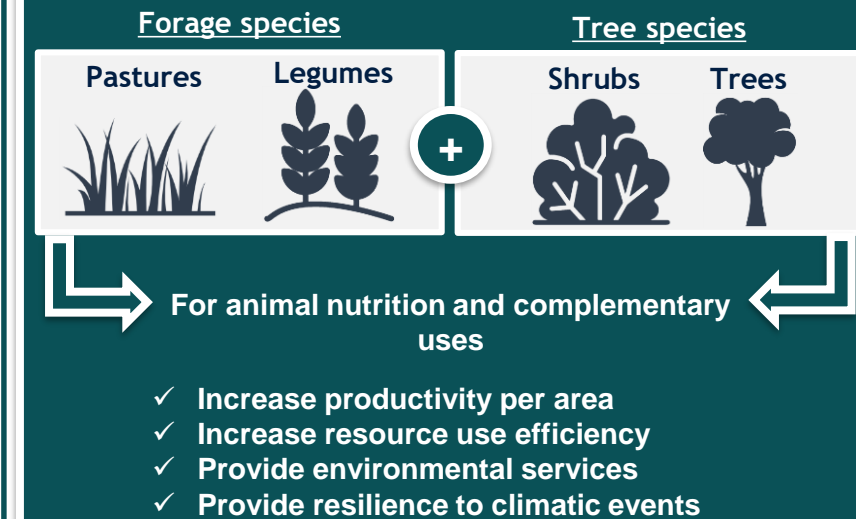 Forage species
Tree species
Pastures
Legumes
Shrubs
Trees
+
For animal nutrition and complementary
uses
✓ Increase productivity per area
✓ Increase resource use efficiency
✓ Provide environmental services
✓ Provide resilience to climatic events